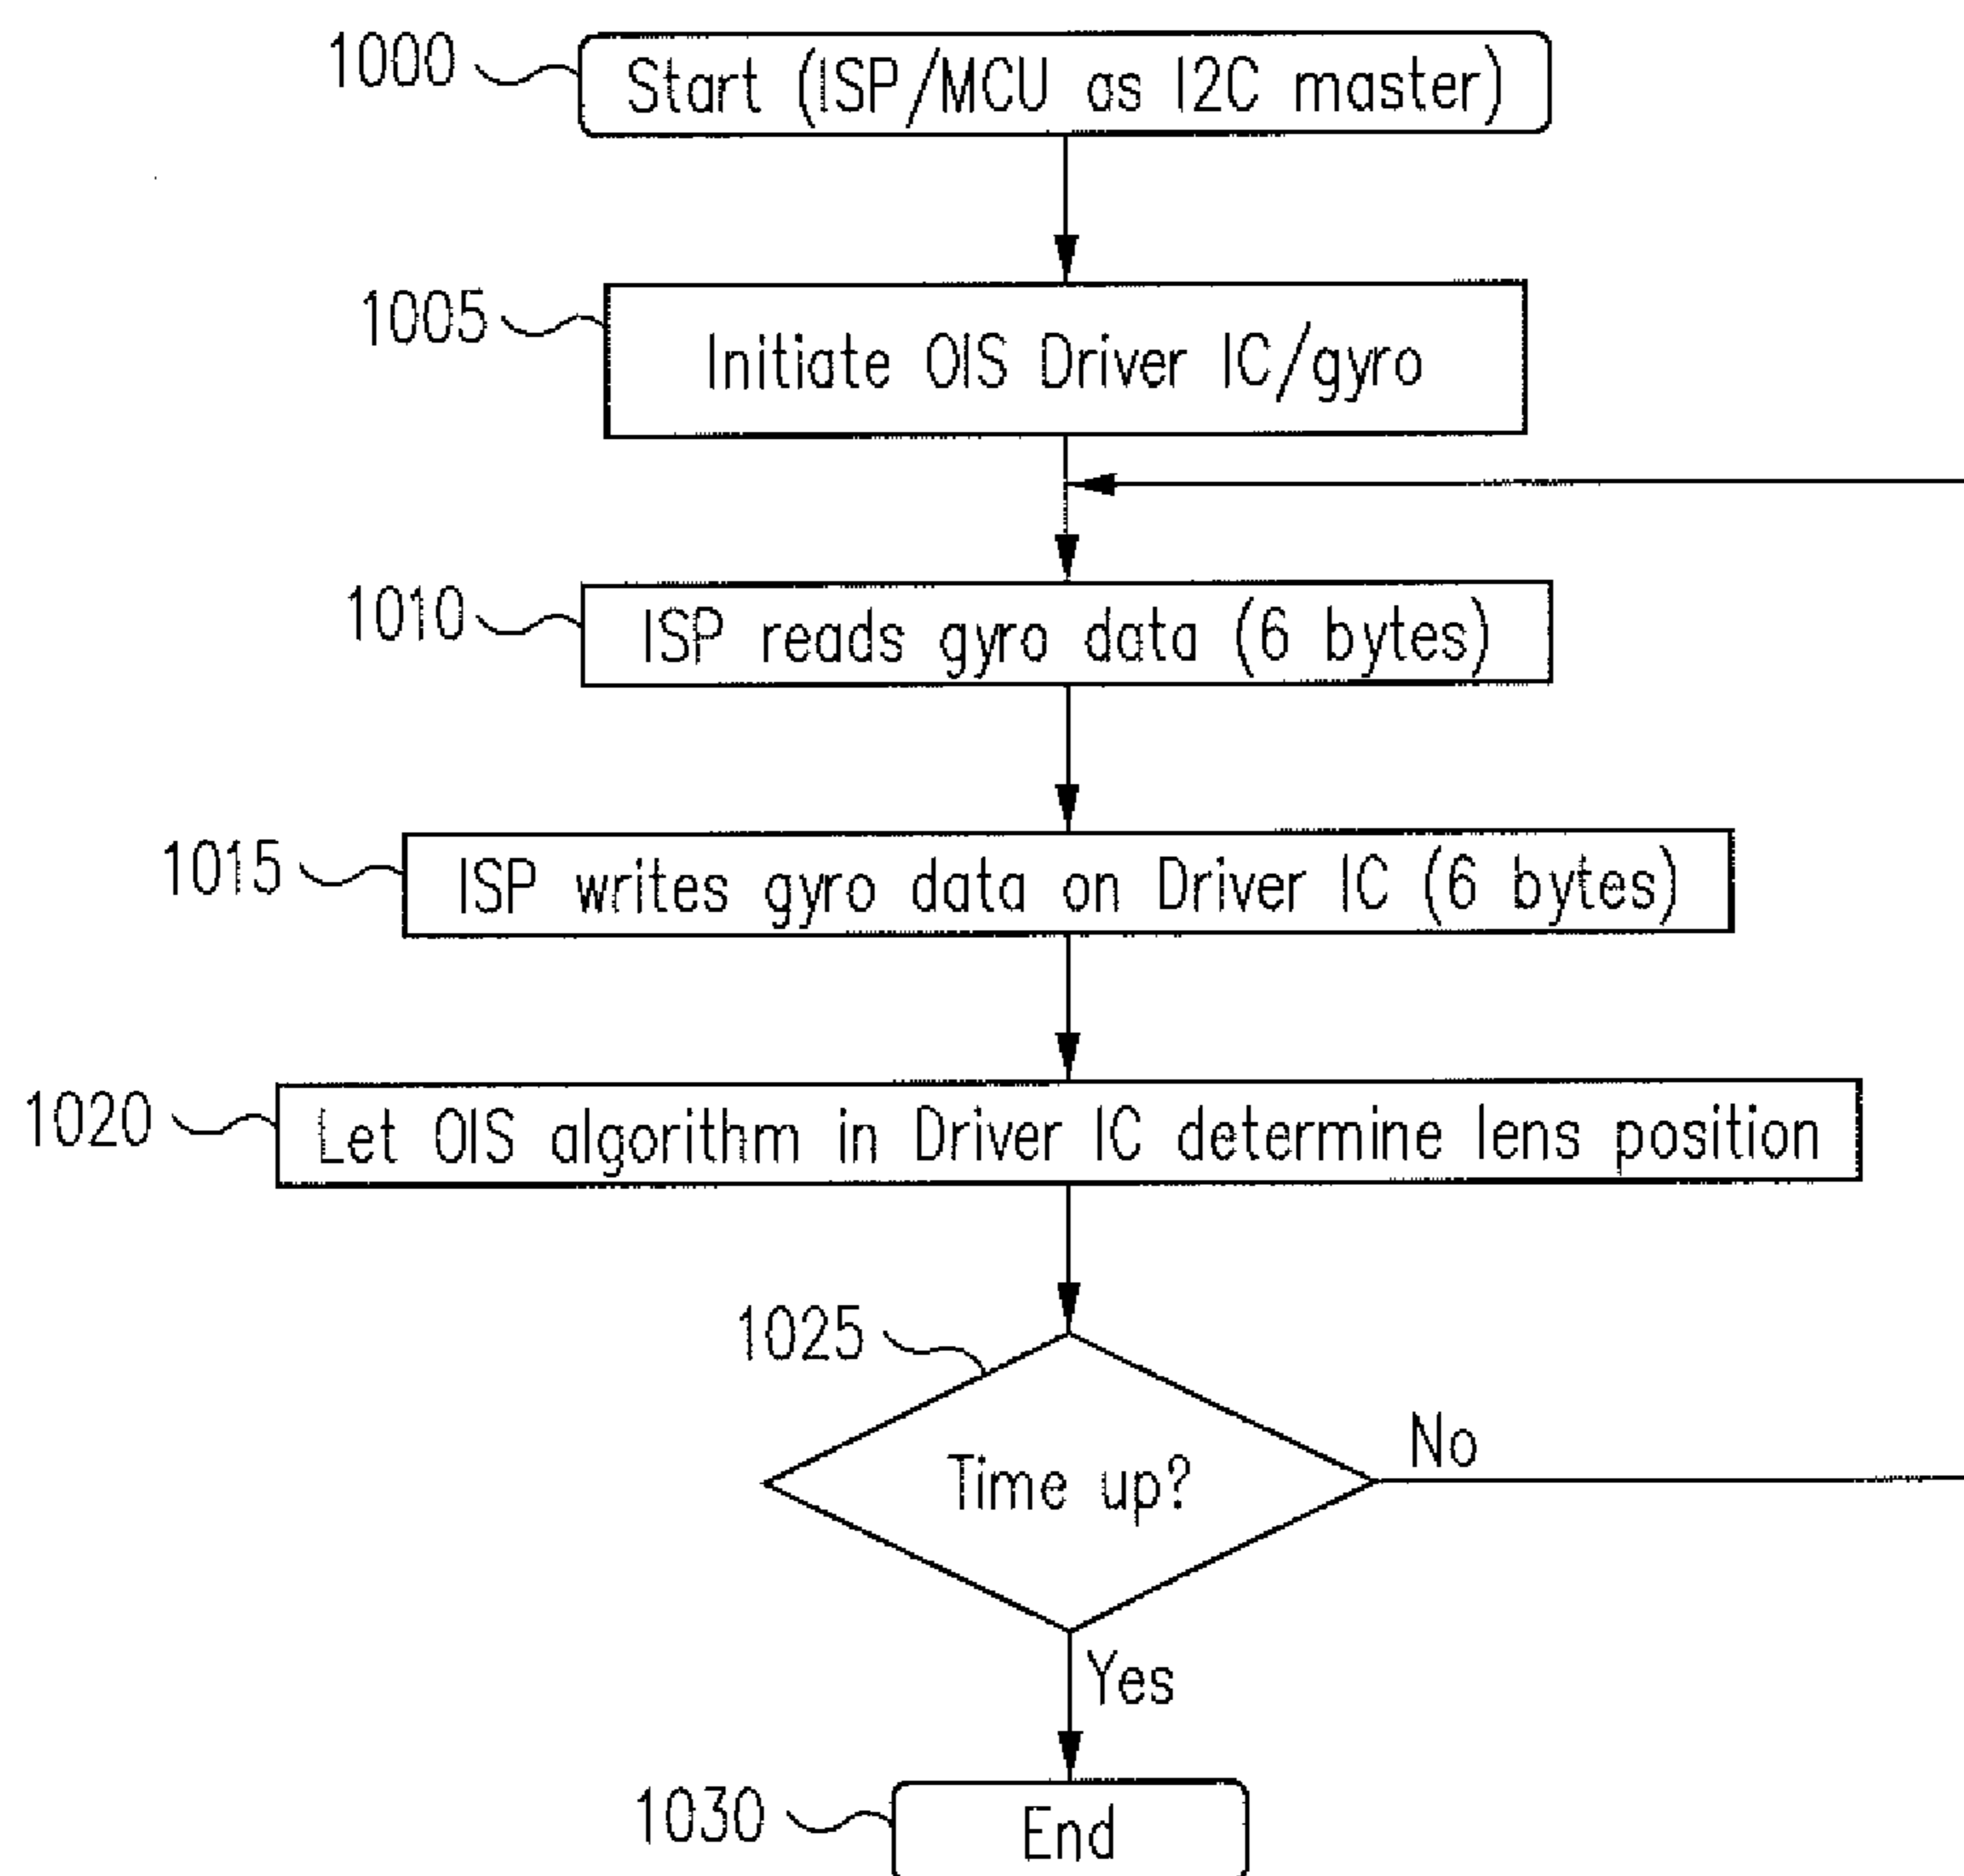 1000
Start (ISP/MCU as I2C master)
1005
Initiate OIS Driver IC/gyro
1010
ISP reads gyro data (6 bytes)
1015
ISP writes gyro data on Driver IC (6 bytes)
1020
Let OIS algorithm in Driver IC determine lens position
1025
Time up?
No
Yes
1030
End